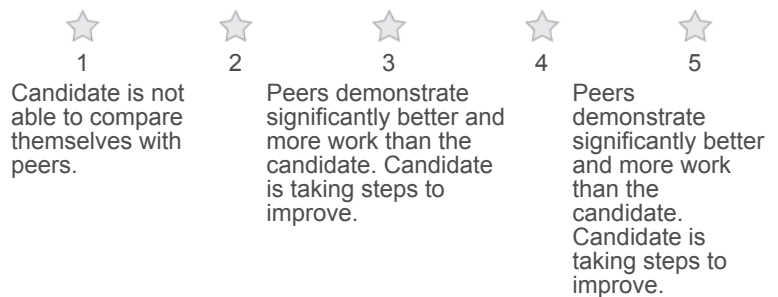 1 2 3 4 5
Candidate is not
able to compare
themselves with
peers.
Peers demonstrate
significantly better and
more work than the
candidate. Candidate
is taking steps to
improve.
Peers
demonstrate
significantly better
and more work
than the
candidate.
Candidate is
taking steps to
improve.